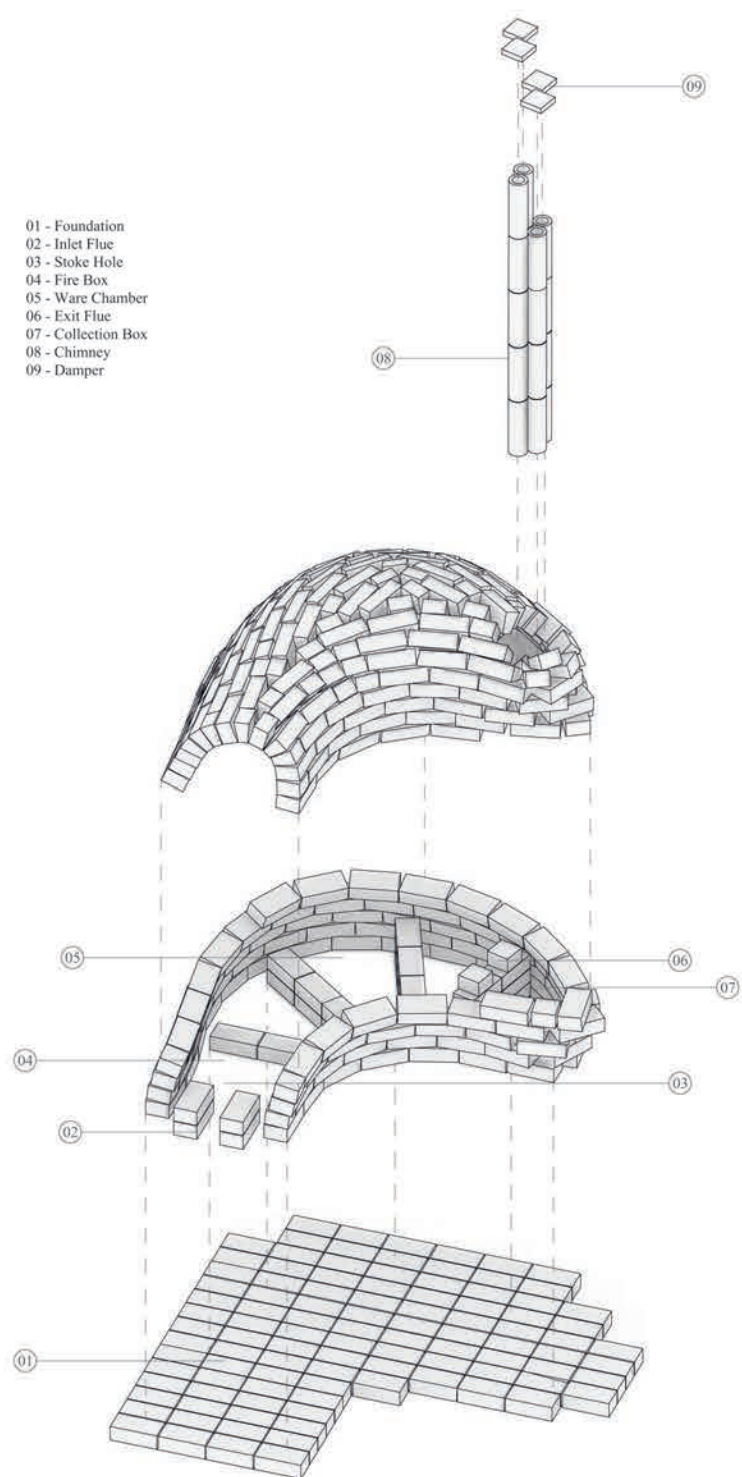 09
01 - Foundation
02 - Inlet Flue
03 - Stoke Hole
04 - Fire Box
05 - Ware Chamber
06 - Exit Flue
07 - Collection Box
08 - Chimney
09 - Damper
08
05
06
07
04
03
02
01